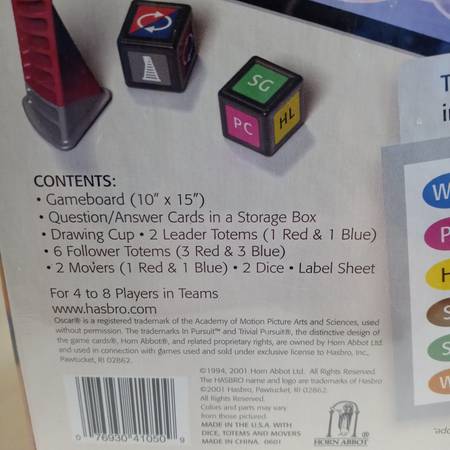 SG
PC
HL
CONTENTS:
• Gameboard (10" x 15")
• Question/Answer Cards in a Storage Box
• Drawing Cup • 2 Leader Totems (1 Red & 1 Blue)
• 6 Follower Totems (3 Red & 3 Blue)
• 2 Movers (1 Red & 1 Blue) • 2 Dice • Label Sheet
For 4 to 8 Players in Teams
www.hasbro.com
Oscar® is a registered trademark of the Academy of Motion Picture Arts and Sciences, used
without permission. The trademarks In Pursuit™ and Trivial Pursuit®, the distinctive design of
the game cards®, Horn Abbot®, and related proprietary rights, are owned by Horn Abbot Ltd.
and used in connection with games used and sold under exclusive license to Hasbro, Inc.,
Pawtucket, RI 02862.
©1994, 2001 Horn Abbot Ltd. All Rights Reserved.
The HASBRO name and logo are trademarks of Hasbro
©2001 Hasbro, Pawtucket, RI 02862
All Rights Reserved.
Colors and parts may vary
from those pictured.
MADE IN THE U.S.A. WITH
DICE, TOTEMS AND MOVERS
MADE IN CHINA. 0601
HORN ABBOT ®
0 76930 41050 9
W
P
H
S
S
W